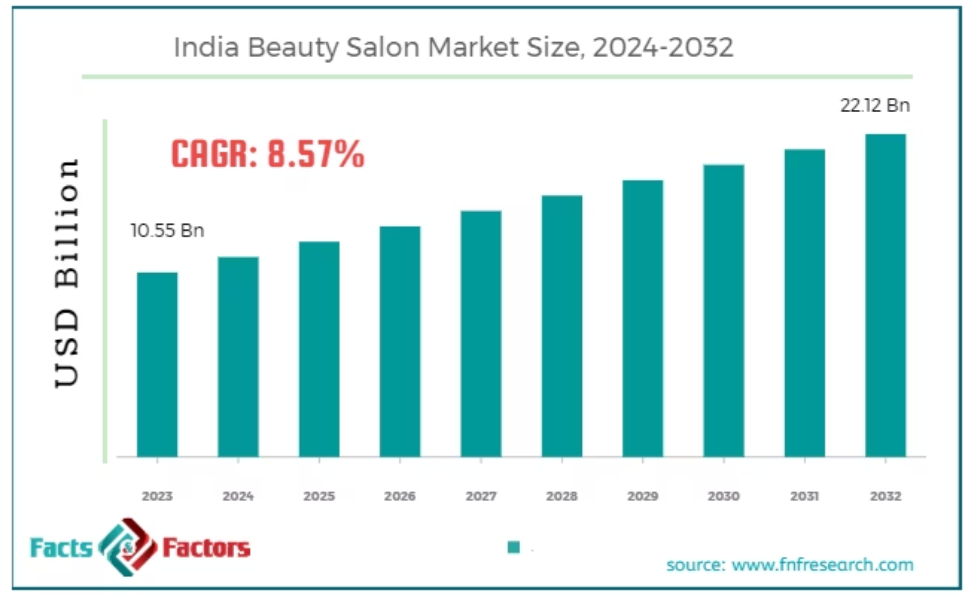 India Beauty Salon Market Size, 2024-2032
22.12 Bn
CAGR: 8.57%
10.55 Bn
USD Billion
2023 2024 2025 2026 2027 2028 2029 2030 2031 2032
Facts & Factors
source: www.fnfresearch.com